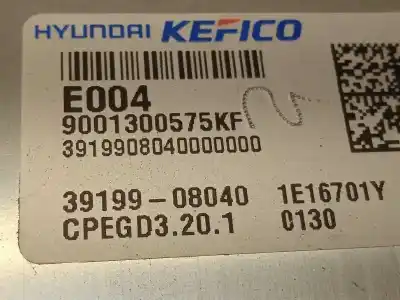 HYUNDAI KEFICO
E004
9001300575KF
3919908040000000
39199-08040 1E16701Y
CPEGD3.20.1 0130